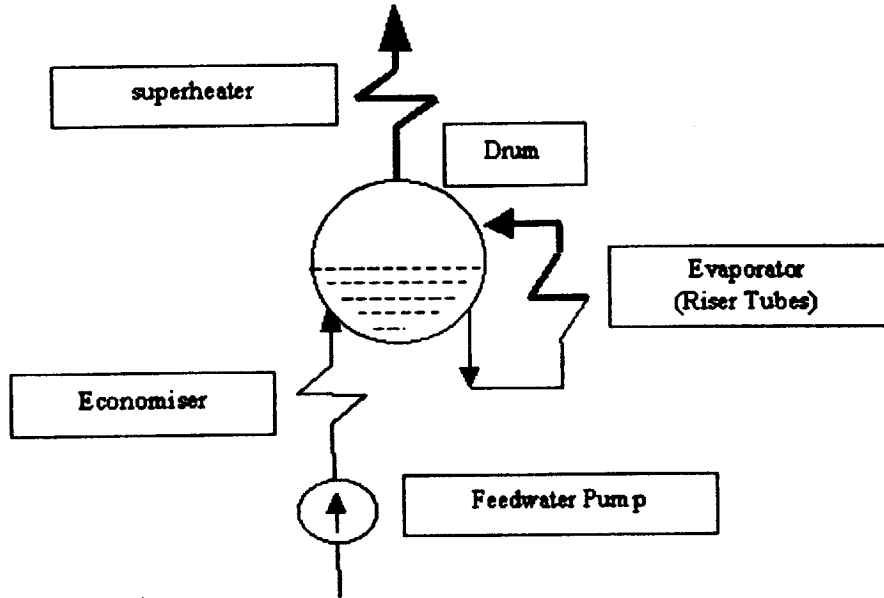 superheater
Drum
Evaporator
(Riser Tubes)
Economiser
Feedwater Pump